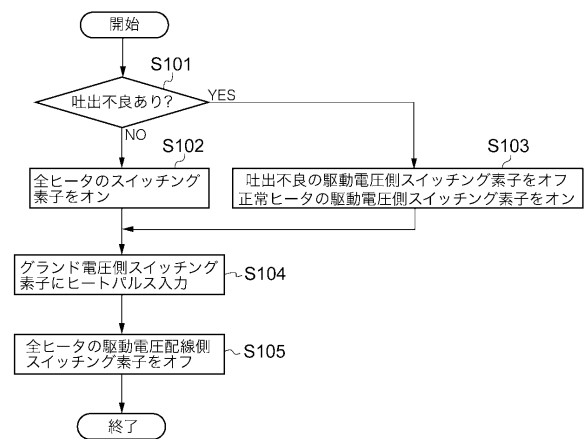 開始
S101
吐出不良あり?
YES
NO
S102
全ヒータのスイッチング
素子をオン
S103
吐出不良の駆動電圧側スイッチング素子をオフ
正常ヒータの駆動電圧側スイッチング素子をオン
グランド電圧側スイッチング
素子にヒートパルス入力
S104
全ヒータの駆動電圧配線側
スイッチング素子をオフ
S105
終了